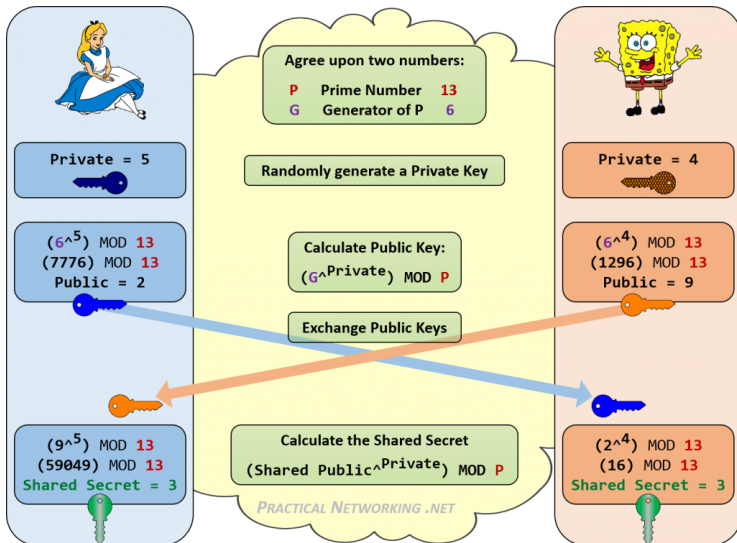 Agree upon two numbers:
P Prime Number 13
G Generator of P 6
Private = 5
Randomly generate a Private Key
Private = 4
(6^5) MOD 13
(7776) MOD 13
Public = 2
Calculate Public Key:
(G^Private) MOD P
(6^4) MOD 13
(1296) MOD 13
Public = 9
Exchange Public Keys
(9^5) MOD 13
(59049) MOD 13
Shared Secret = 3
Calculate the Shared Secret
(Shared Public^Private) MOD P
(2^4) MOD 13
(16) MOD 13
Shared Secret = 3
PRACTICAL NETWORKING .NET